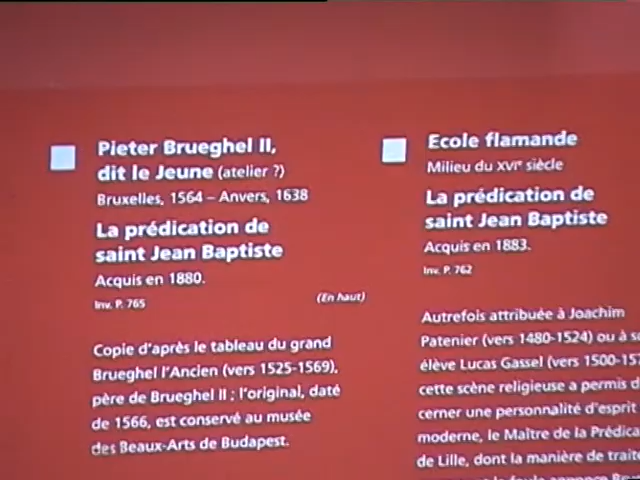 Pieter Brueghel II,
dit le Jeune (atelier ?)
Bruxelles, 1564 – Anvers, 1638
La prédication de
saint Jean Baptiste
Acquis en 1880.
Inv. P. 765
(En haut)
Copie d'après le tableau du grand
Brueghel l'Ancien (vers 1525-1569),
père de Brueghel II ; l'original, daté
de 1566, est conservé au musée
des Beaux-Arts de Budapest.
Ecole flamande
Milieu du XVIe siècle
La prédication de
saint Jean Baptiste
Acquis en 1883.
Inv. P. 762
Autrefois attribuée à Joachim
Patenier (vers 1480-1524) ou à
élève Lucas Gassel (vers
cette scène religieuse a permis
cerner une personnalité d'esprit
moderne, le Maître de la
de Lille, dont la manière de